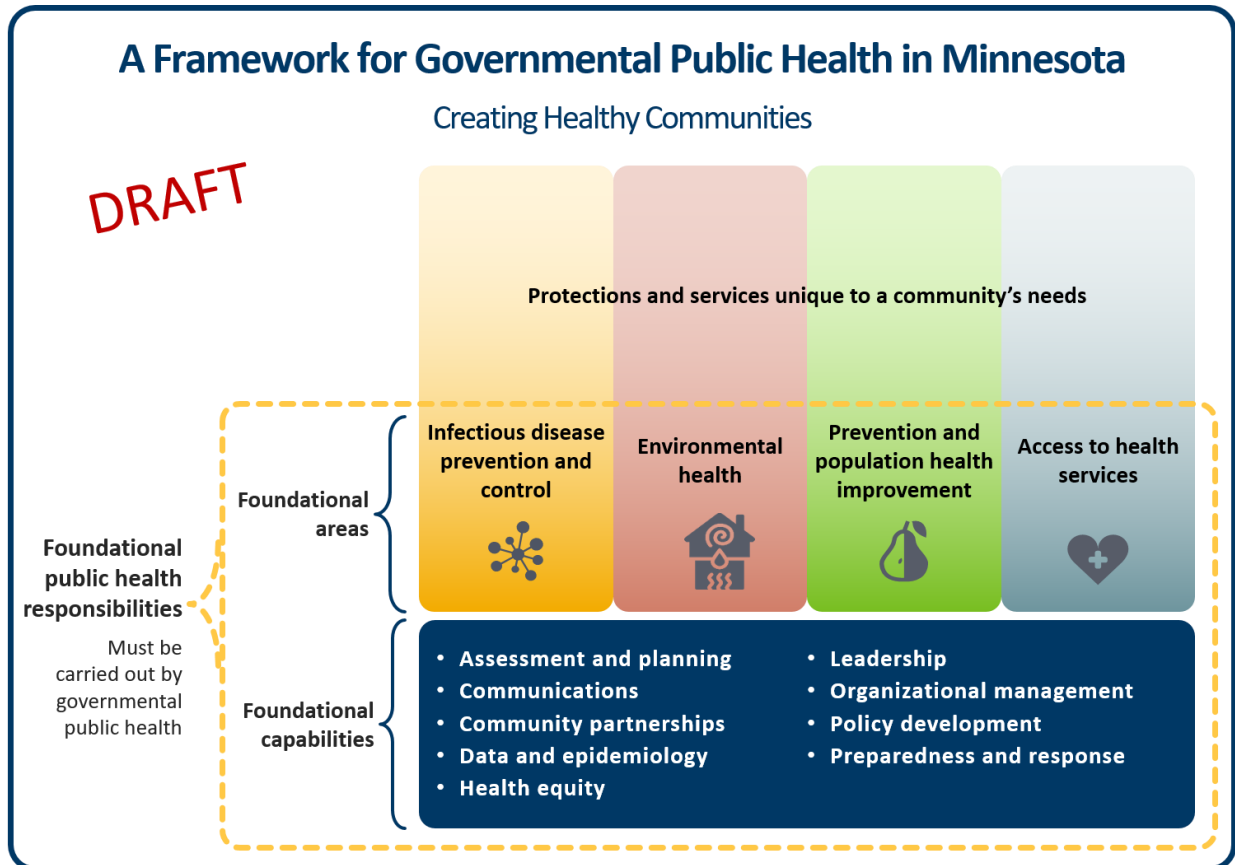 A Framework for Governmental Public Health in Minnesota
Creating Healthy Communities
DRAFT
Protections and services unique to a community's needs
Foundational public health responsibilities
Must be
carried out by
governmental
public health
Foundational
areas
Infectious disease
prevention and
control
Environmental
health
Prevention and
population health
improvement
Access to health
services
Foundational
capabilities
• Assessment and planning
• Communications
• Community partnerships
• Data and epidemiology
• Health equity
• Leadership
• Organizational management
• Policy development
• Preparedness and response